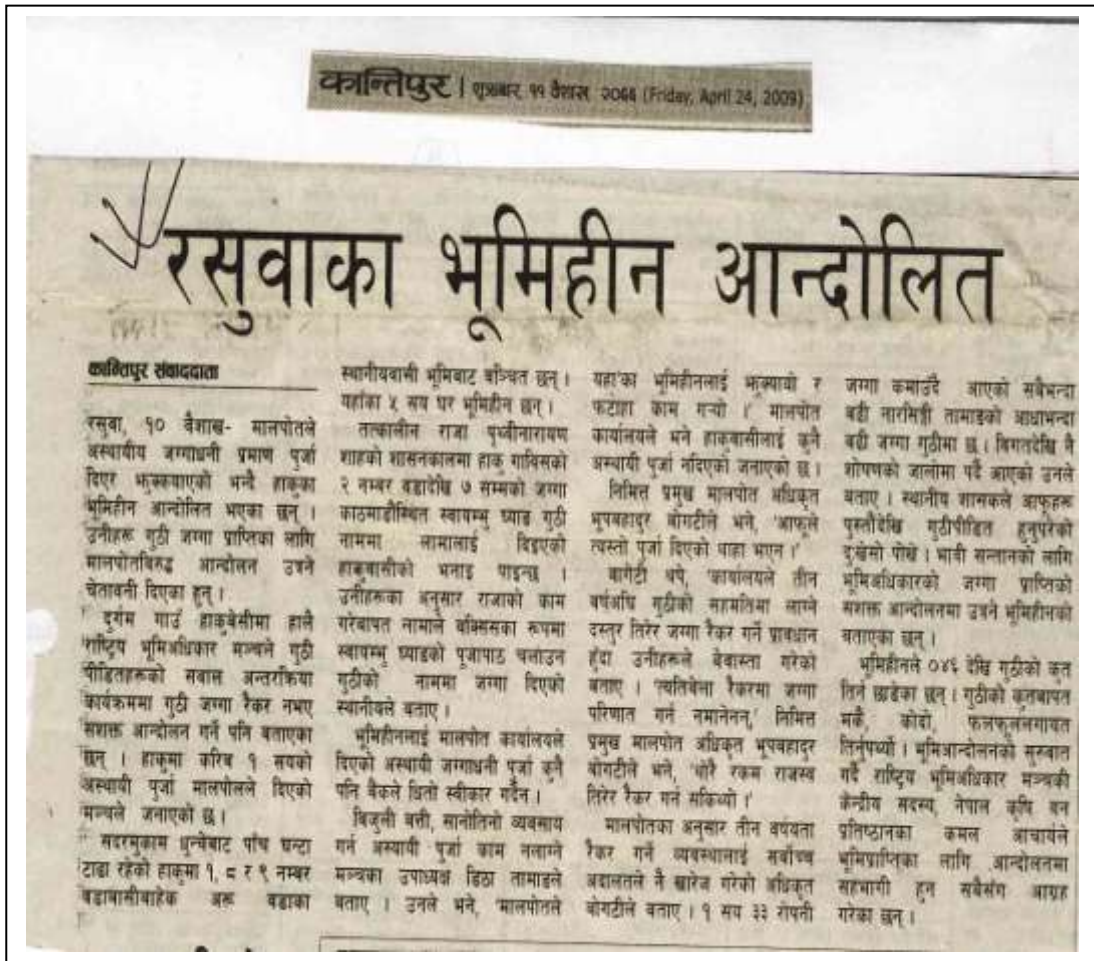 कान्तिपुर | शुक्रबार ११ वैशाख २०६६ (Friday, April 24, 2009)
रसुवाका भूमिहीन आन्दोलित
कान्तिपुर संवाददाता
रसुवा, १० वैशाख- मालपोतले
अस्थायीय जग्गाधनी प्रमाण पुर्जा
दिएर झुक्क्याएको भन्दै हाकुका
भूमिहीन आन्दोलित भएका छन् ।
उनीहरू गुठी जग्गा प्राप्तिका लागि
मालपोतविरुद्ध आन्दोलन उत्रने
चेतावनी दिएका हुन् ।
दुर्गम गाउँ हाकुबेसीमा हालै
राष्ट्रिय भूमिअधिकार मञ्चले गुठी
पीडितहरूको सवाल अन्तरक्रिया
कार्यक्रममा गुठी जग्गा रैकर नभए
सशक्त आन्दोलन गर्ने पनि बताएका
छन् । हाकुमा करिब १ सयको
अस्थायी पुर्जा मालपोलले दिएको
मञ्चले जनाएको छ ।
सदरमुकाम धुन्चेबाट पाँच घन्टा
टाढा रहेको हाकुमा १, ८ र ९ नम्बर
वडावासीबाहेक अरू वडाका
स्थानीयवासी भूमिबाट बञ्चित छन् ।
यहाँका ५ सय घर भूमिहीन छन् ।
तत्कालीन राजा पृथ्वीनारायण
शाहको शासनकालमा हाकु गाविसको
२ नम्बर वडादेखि ७ सम्मको जग्गा
काठमाडौंस्थित स्वायम्भु घ्याङ गुठी
नाममा लामालाई दिइएको
हाकुबासीको भनाइ पाइन्छ ।
उनीहरूका अनुसार राजाको काम
गरेबापत नामाले बक्सिसका रूपमा
स्वायम्भु घ्याङको पूजापाठ चलाउन
गुठीको नाममा जग्गा दिएको
स्थानीयले बताए ।
भूमिहीनलाई मालपोत कार्यालयले
दिएको अस्थायी जग्गाधनी पुर्जा कुनै
पनि बैंकले धितो स्वीकार गर्दैन ।
बिजुली बत्ती, सानोतिनो व्यवसाय
गर्न अस्थायी पुर्जा काम नलाग्ने
मञ्चका उपाध्यक्ष डिठा तामाङले
बताए । उनले भने, 'मालपोतले
यहा'का भूमिहीनलाई झुक्यायो र
फटाहा काम गर्‍यो ।' मालपोत
कार्यालयले भने हाकुबासीलाई कुनै
अस्थायी पुर्जा नदिएको जनाएको छ ।
निमित्त प्रमुख मालपोत अधिकृत
भूपबहादुर बोगटीले भने, 'आफूले
त्यस्तो पुर्जा दिएको थाहा भएन ।'
बागेटी थपे, 'कार्यालयले तीन
वर्षअघि गुठीको सहमतिमा लाग्ने
दस्तुर तिरेर जग्गा रैकर गर्ने प्रावधान
हुँदा उनीहरूले बेवास्ता गरेको
बताए । 'त्यतिबेला रैकरमा जग्गा
परिणात गर्न नमानेनन्,' निमित्त
प्रमुख मालपोत अधिकृत भूपबहादुर
बोगटीले भने, 'थोरै रकम राजस्व
तिरेर रैकर गर्न सकिथ्यो ।'
मालपोतका अनुसार तीन वर्षयता
रैकर गर्ने व्यवस्थालाई सर्वोच्च
अदालतले नै खारेज गरेको अधिकृत
बोगटीले बताए । १ सय ३३ रोपनी
जग्गा कमाउँदै आएको सबैभन्दा
बढी नारसिङ्गी तामाङको आधाभन्दा
बढी जग्गा गुठीमा छ । विगतदेखि नै
शोषणको जालोमा पर्दै आएको उनले
बताए । स्थानीय शासकले आफूहरू
पुस्तौंदेखि गुठीपीडित हुनुपरेको
दुखेसो पोखे । भावी सन्तानको लागि
भूमिअधिकारको जग्गा प्राप्तिको
सशक्त आन्दोलनमा उत्रने भूमिहीनको
बताएका छन् ।
भूमिहीनले ०४६ देखि गुठीको कुत
तिर्न छाडेका छन् । गुठीको कुतबापत
मकै, कोदो, फलफूललगायत
तिर्नुपर्थ्यो । भूमिआन्दोलनको सुरुवात
गर्दै राष्ट्रिय भूमिअधिकार मञ्चकी
केन्द्रीय सदस्य, नेपाल कृषि वन
प्रतिष्ठानका कमल आचार्यले
भूमिप्राप्तिका लागि आन्दोलनमा
सहभागी हुन सबैसंग आग्रह
गरेका छन् ।